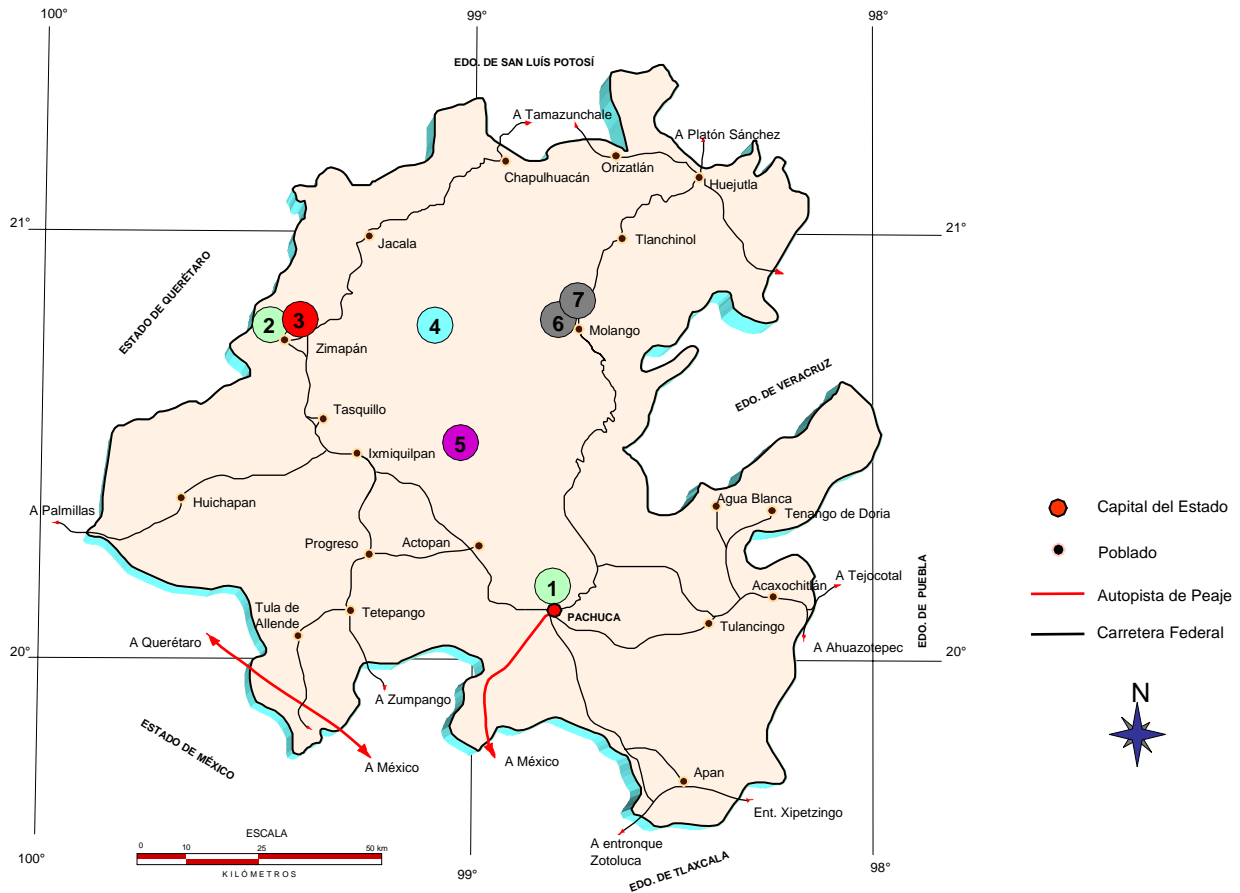 100°
99°
98°
EDO. DE SAN LUÍS POTOSÍ
A Tamazunchale
A Platón Sánchez
Orizatlán
Chapulhuacán
Huejutla
21°
21°
Jacala
Tlanchinol
ESTADO DE QUERÉTARO
7
2
3
4
6
Molango
Zimapán
EDO. DE VERACRUZ
Tasquillo
5
Ixmiquilpan
Huichapan
Agua Blanca
A Palmillas
Tenango de Doria
Capital del Estado
Progreso
Actopan
Poblado
EDO. DE PUEBLA
A Tejocotal
1
Acaxochitlán
Autopista de Peaje
Tula de
Allende
Tetepango
PACHUCA
Tulancingo
Carretera Federal
A Querétaro
A Ahuazotepec
20°
20°
A Zumpango
N
ESTADO DE MÉXICO
A México
A México
Apan
Ent. Xipetzingo
ESCALA
0
10
25
50 km
KILÓMETROS
A entronque
Zotoluca
EDO. DE TLAXCALA
100°
99°
98°